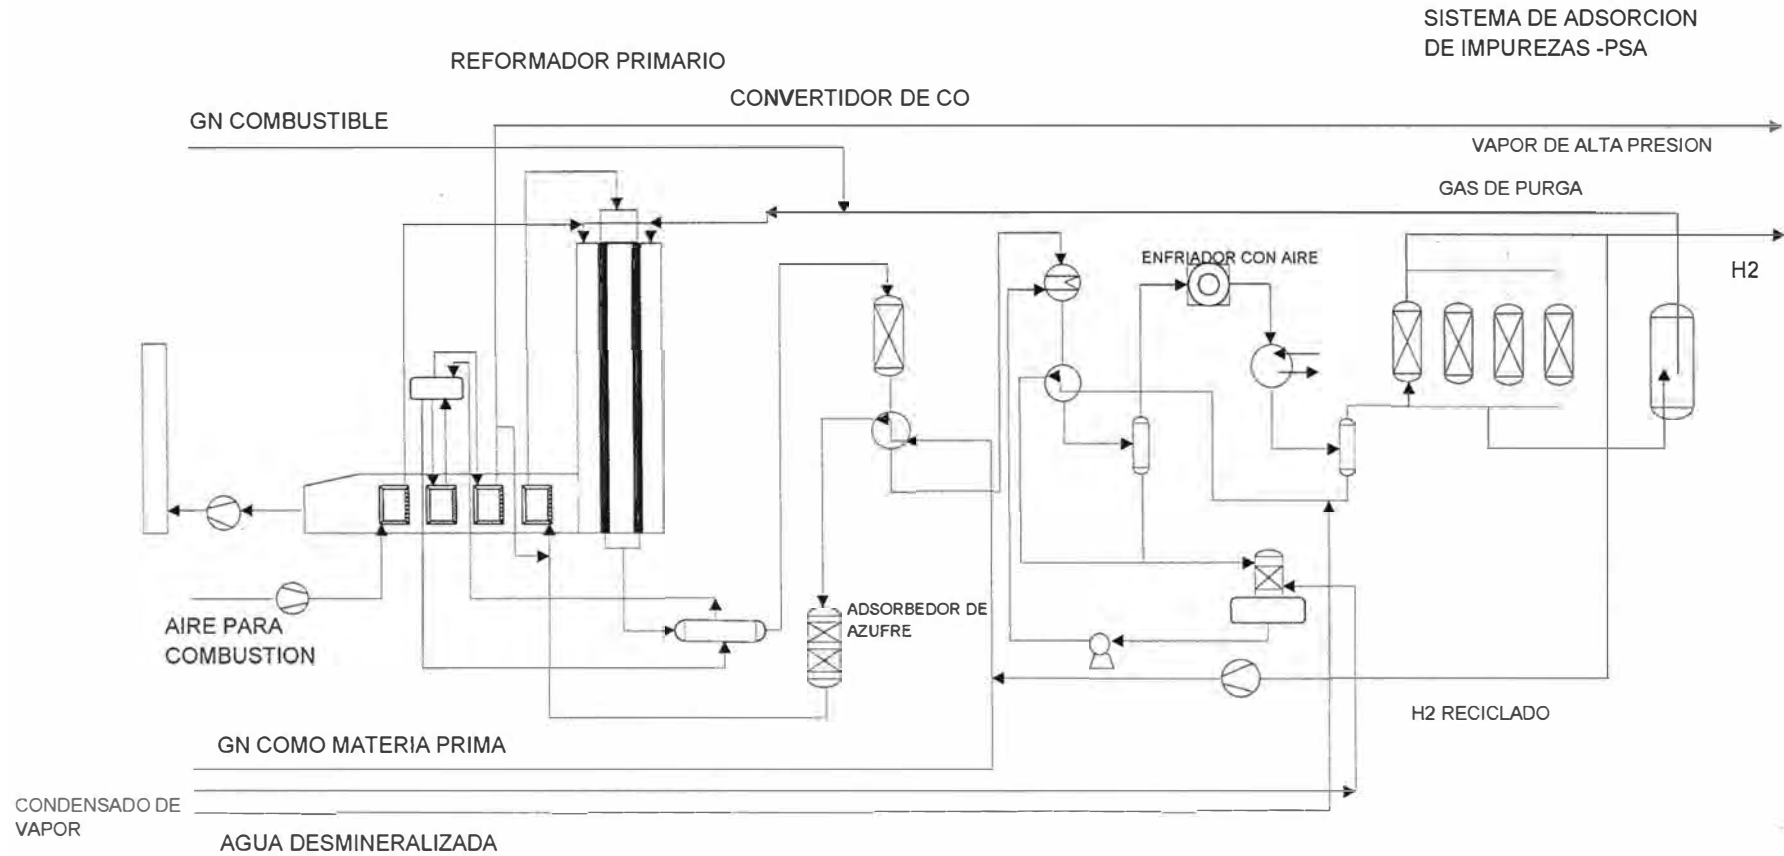 SISTEMA DE ADSORCION
DE IMPUREZAS -PSA
REFORMADOR PRIMARIO
CONVERTIDOR DE CO
GN COMBUSTIBLE
VAPOR DE ALTA PRESION
GAS DE PURGA
ENFRIADOR CON AIRE
H2
ADSORBEDOR DE
AZUFRE
AIRE PARA
COMBUSTION
H2 RECICLADO
GN COMO MATERIA PRIMA
CONDENSADO DE
VAPOR
AGUA DESMINERALIZADA